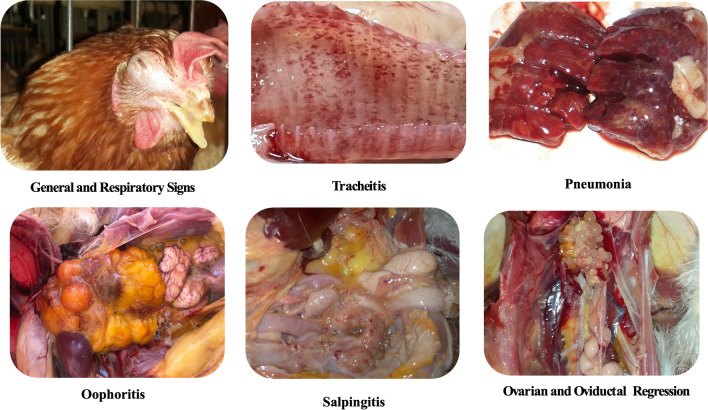 General and Respiratory Signs
Tracheitis
Pneumonia
Oophoritis
Salpingitis
Ovarian and Oviductal Regression